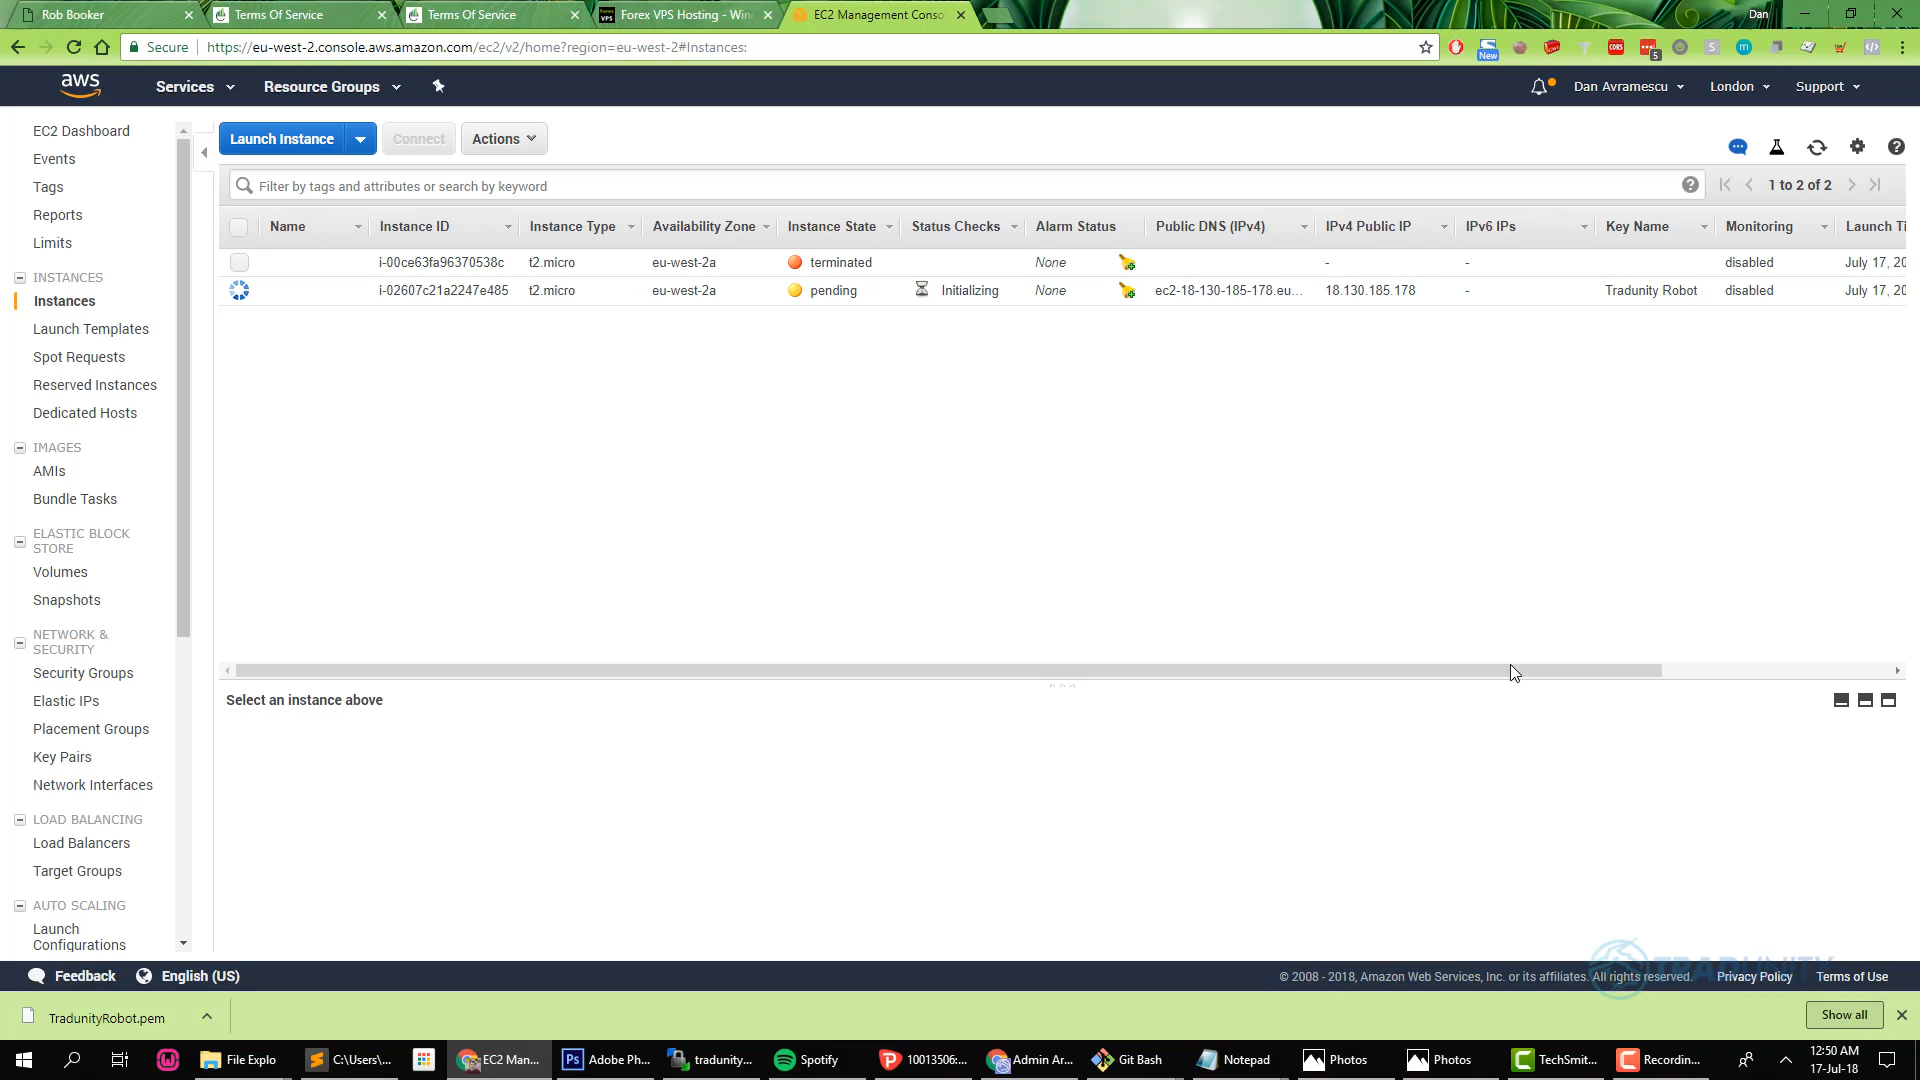 Rob Booker
Terms Of Service
Terms Of Service
Forex VPS Hosting - Win
EC2 Management Conso
Dan
Secure
https://eu-west-2.console.aws.amazon.com/ec2/v2/home?region=eu-west-2#Instances:
New
CORS
5
S
m
aws
Services
Resource Groups
Dan Avramescu
London
Support
EC2 Dashboard
Events
Tags
Reports
Limits
INSTANCES
Instances
Launch Templates
Spot Requests
Reserved Instances
Dedicated Hosts
IMAGES
AMIs
Bundle Tasks
ELASTIC BLOCK
STORE
Volumes
Snapshots
NETWORK &
SECURITY
Security Groups
Elastic IPs
Placement Groups
Key Pairs
Network Interfaces
LOAD BALANCING
Load Balancers
Target Groups
AUTO SCALING
Launch
Configurations
Launch Instance
Connect
Actions
Filter by tags and attributes or search by keyword
1 to 2 of 2
Name Instance ID Instance Type Availability Zone Instance State Status Checks Alarm Status Public DNS (IPv4) IPv4 Public IP IPv6 IPs Key Name Monitoring Launch Ti
i-00ce63fa96370538c t2.micro eu-west-2a terminated None - - disabled July 17, 20
i-02607c21a2247e485 t2.micro eu-west-2a pending Initializing None ec2-18-130-185-178.eu... 18.130.185.178 - Tradunity Robot disabled July 17, 20
Select an instance above
Feedback
English (US)
© 2008 - 2018, Amazon Web Services, Inc. or its affiliates. All rights reserved.
Privacy Policy
Terms of Use
TRADUNITY
TradunityRobot.pem
Show all
File Explo
C:\Users\...
EC2 Man...
Ps
Adobe Ph...
tradunity...
Spotify
10013506:...
Admin Ar...
Git Bash
Notepad
Photos
Photos
TechSmit...
Recordin...
12:50 AM
17-Jul-18